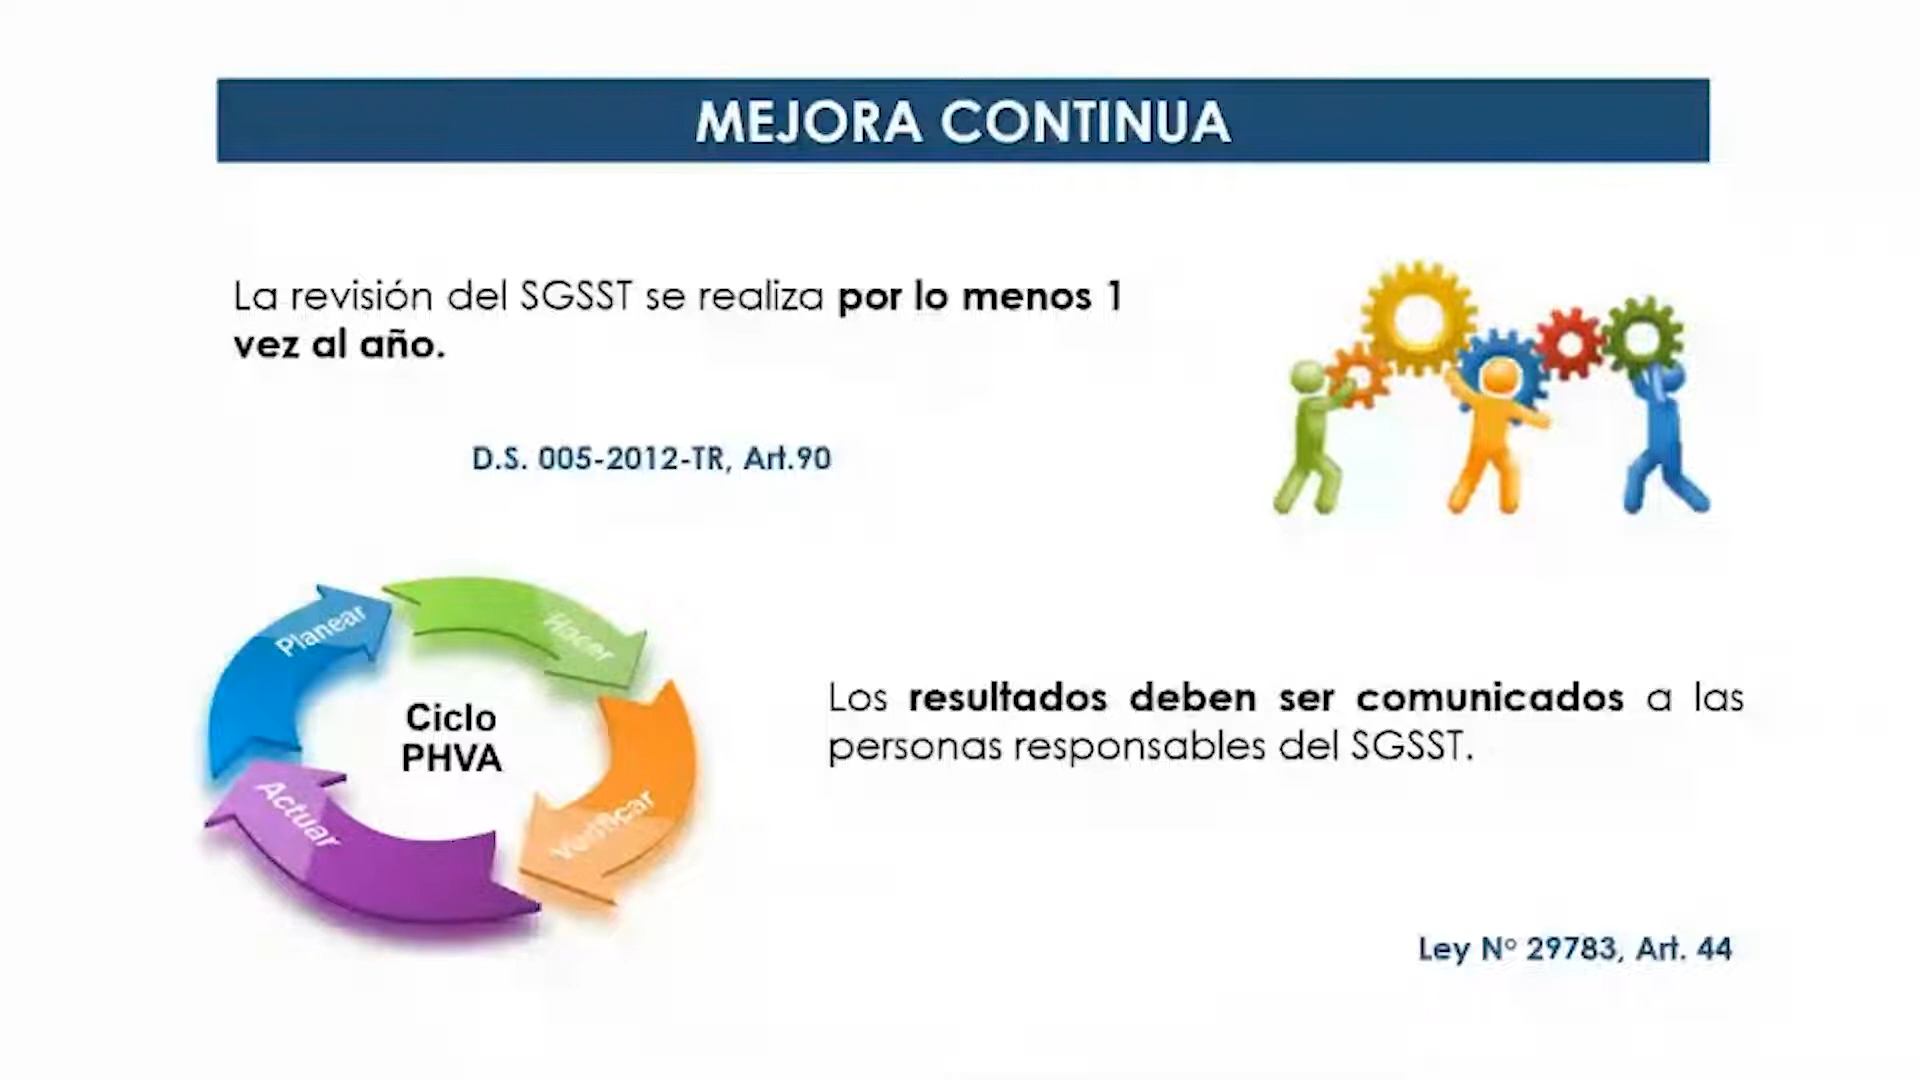 MEJORA CONTINUA
La revisión del SGSST se realiza por lo menos 1
vez al año.
D.S. 005-2012-TR, Art.90
Planear
Hacer
Ciclo
PHVA
Verificar
Actuar
Los resultados deben ser comunicados a las
personas responsables del SGSST.
Ley Nº 29783, Art. 44